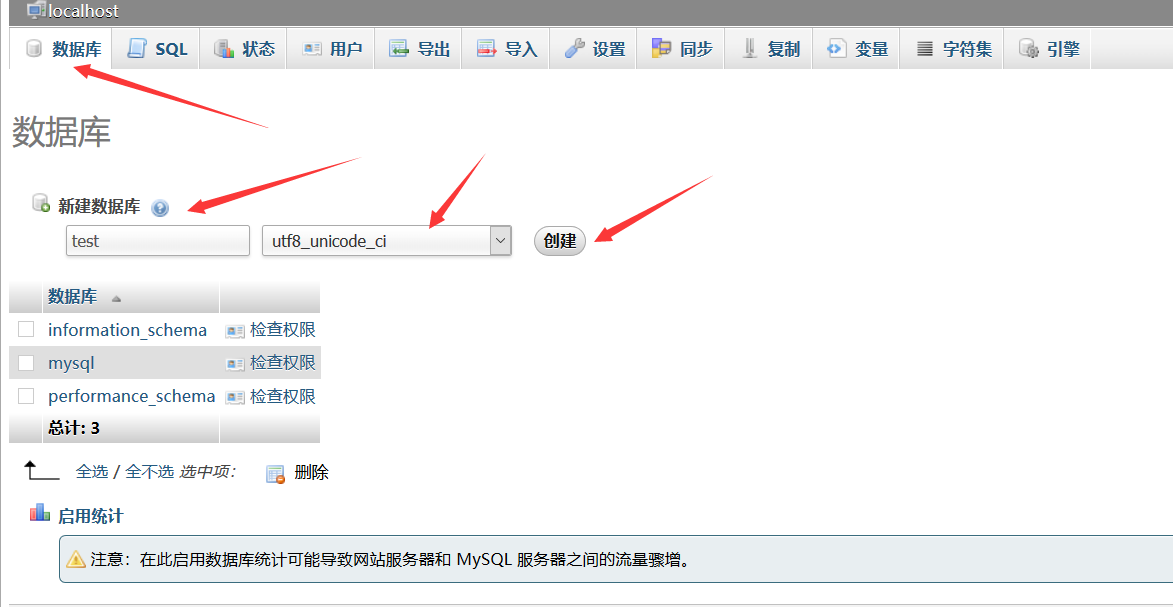 localhost
数据库 SQL 状态 用户 导出 导入 设置 同步 复制 变量 字符集 引擎
数据库
新建数据库
test utf8_unicode_ci 创建
数据库
information_schema 检查权限
mysql 检查权限
performance_schema 检查权限
总计: 3
全选 / 全不选 选中项: 删除
启用统计
注意：在此启用数据库统计可能导致网站服务器和 MySQL 服务器之间的流量骤增。